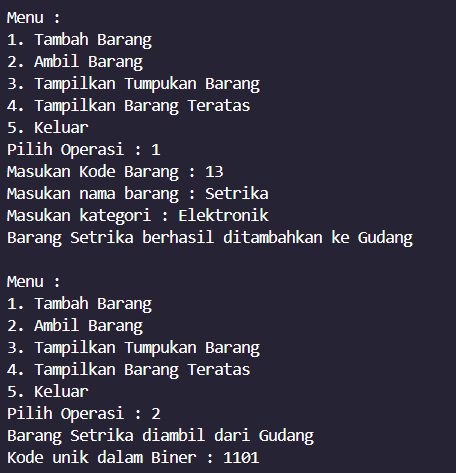 Menu :
1. Tambah Barang
2. Ambil Barang
3. Tampilkan Tumpukan Barang
4. Tampilkan Barang Teratas
5. Keluar
Pilih Operasi : 1
Masukan Kode Barang : 13
Masukan nama barang : Setrika
Masukan kategori : Elektronik
Barang Setrika berhasil ditambahkan ke Gudang
Menu :
1. Tambah Barang
2. Ambil Barang
3. Tampilkan Tumpukan Barang
4. Tampilkan Barang Teratas
5. Keluar
Pilih Operasi : 2
Barang Setrika diambil dari Gudang
Kode unik dalam Biner : 1101